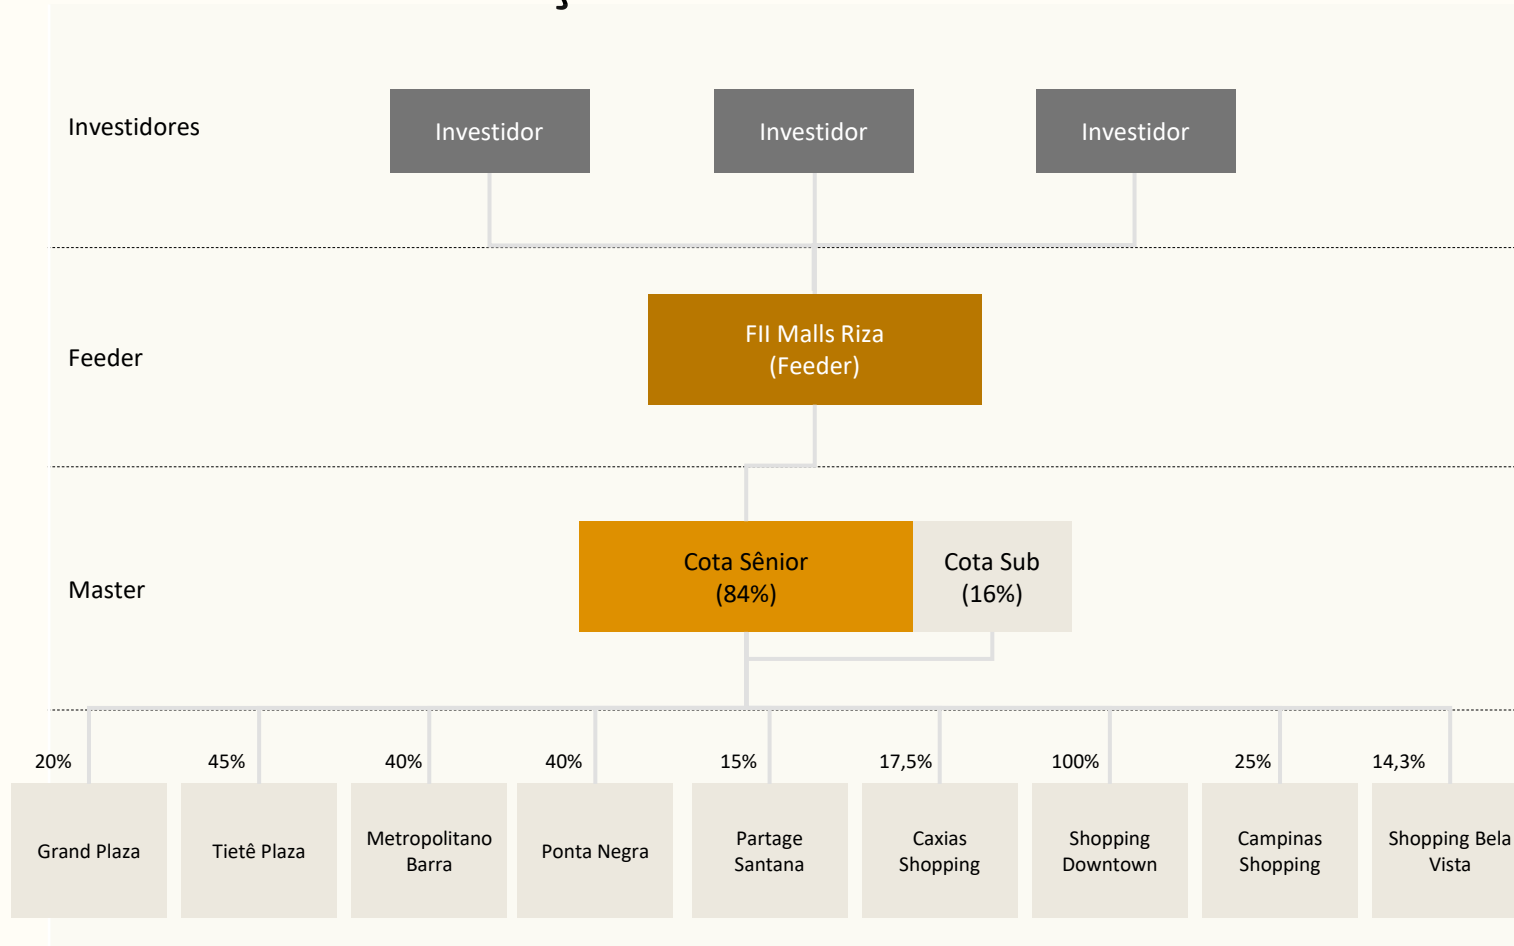 Investidores
Investidor
Investidor
Investidor
Feeder
FII Malls Riza
(Feeder)
Master
Cota Sênior
(84%)
Cota Sub
(16%)
20%
45%
40%
40%
15%
17,5%
100%
25%
14,3%
Grand Plaza
Tietê Plaza
Metropolitano
Barra
Ponta Negra
Partage
Santana
Caxias
Shopping
Shopping
Downtown
Campinas
Shopping
Shopping Bela
Vista